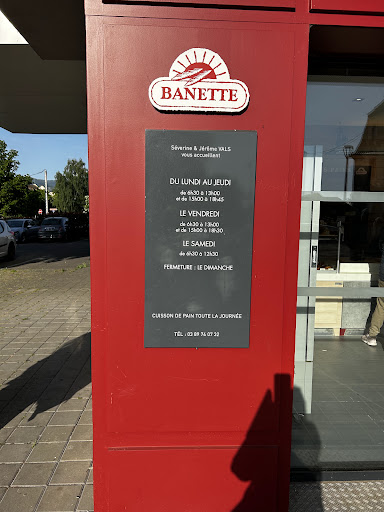 BANETTE
Séverine & Jérôme VALS
vous accueillent
DU LUNDI AU JEUDI
de 6h30 à 13h00
et de 15h00 à 18h45
LE VENDREDI
de 6h30 à 13h00
et de 15h00 à 18h30
LE SAMEDI
de 6h30 à 12h30
FERMETURE : LE DIMANCHE
CUISSON DE PAIN TOUTE LA JOURNÉE
TÉL : 03 89 76 07 32